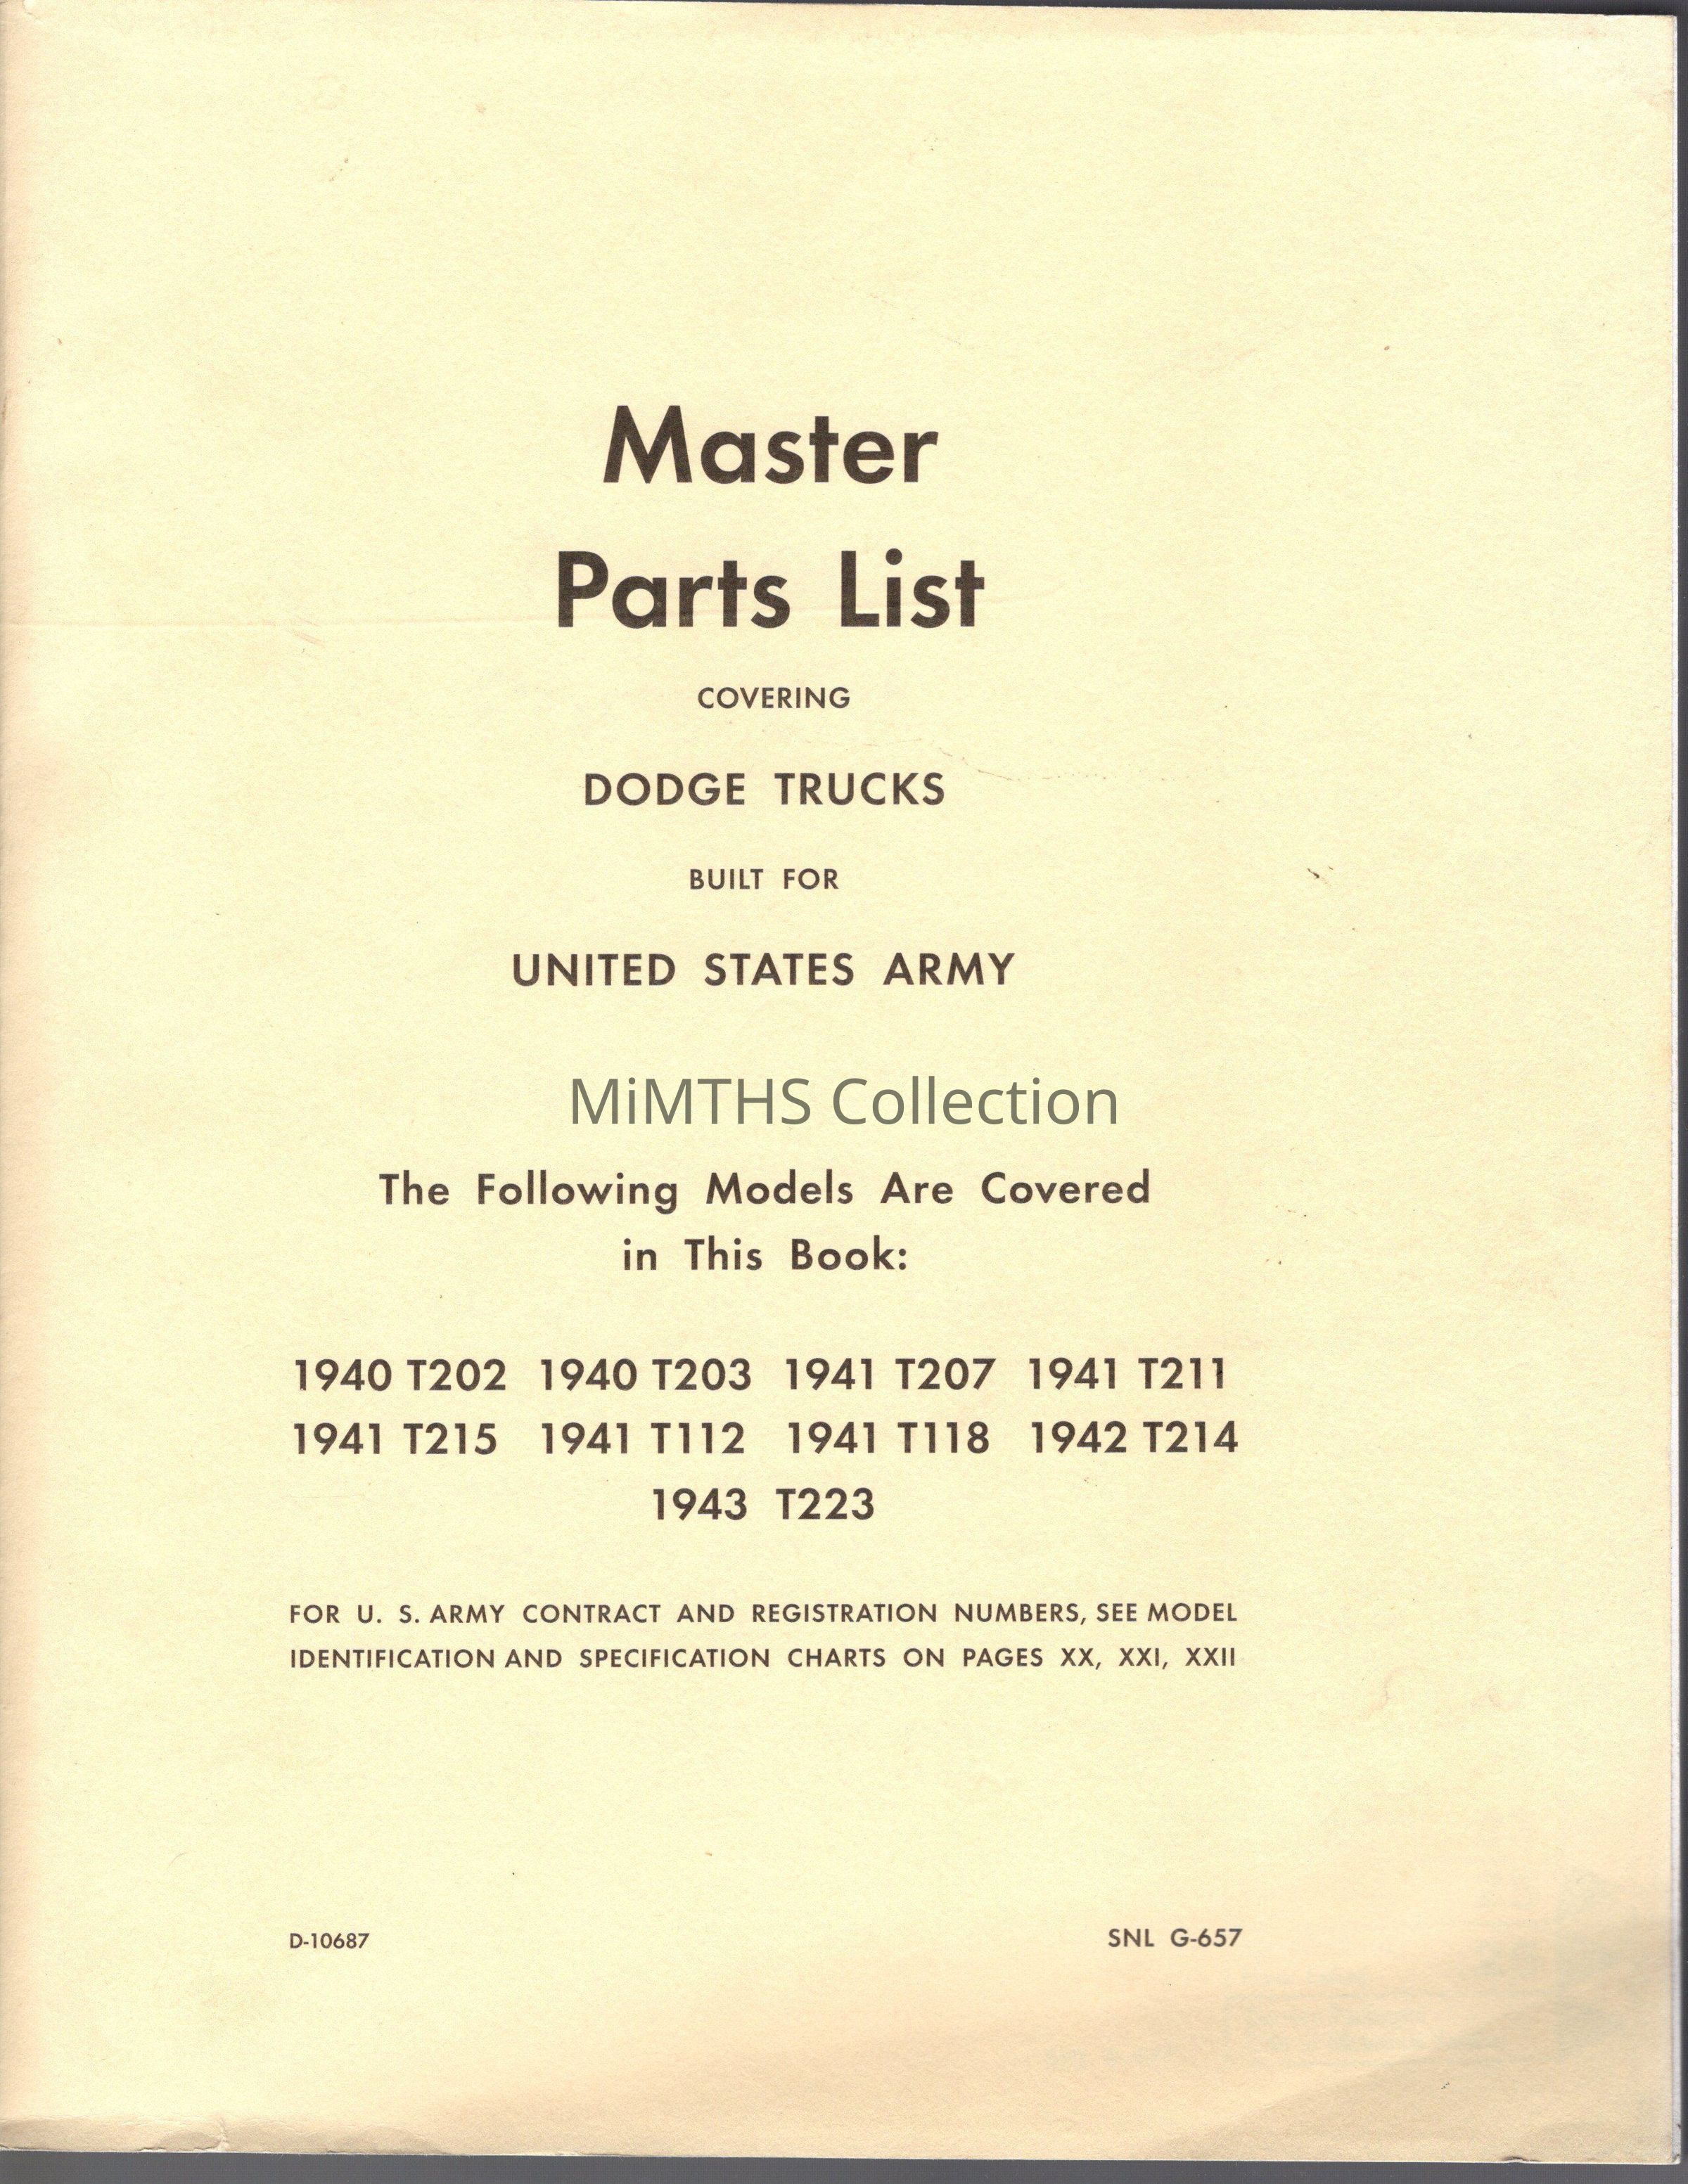 Master
Parts List
COVERING
DODGE TRUCKS
BUILT FOR
UNITED STATES ARMY
MiMTHS Collection
The Following Models Are Covered
in This Book:
1940 T202 1940 T203 1941 T207 1941 T211
1941 T215 1941 T112 1941 T118 1942 T214
1943 T223
FOR U. S. ARMY CONTRACT AND REGISTRATION NUMBERS, SEE MODEL
IDENTIFICATION AND SPECIFICATION CHARTS ON PAGES XX, XXI, XXII
D-10687 SNL G-657